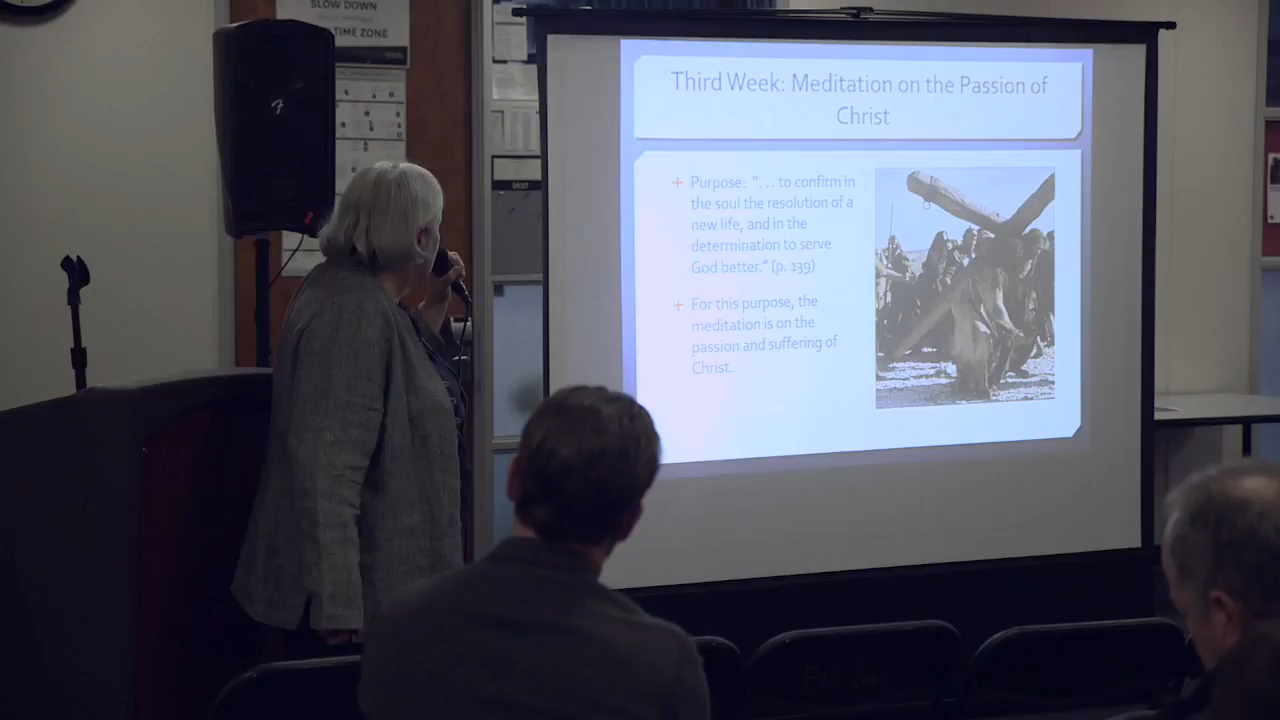 SLOW DOWN
TIME ZONE
Third Week: Meditation on the Passion of
Christ
+ Purpose: “. . . to confirm in
the soul the resolution of a
new life, and in the
determination to serve
God better.” (p. 139)
+ For this purpose, the
meditation is on the
passion and suffering of
Christ.